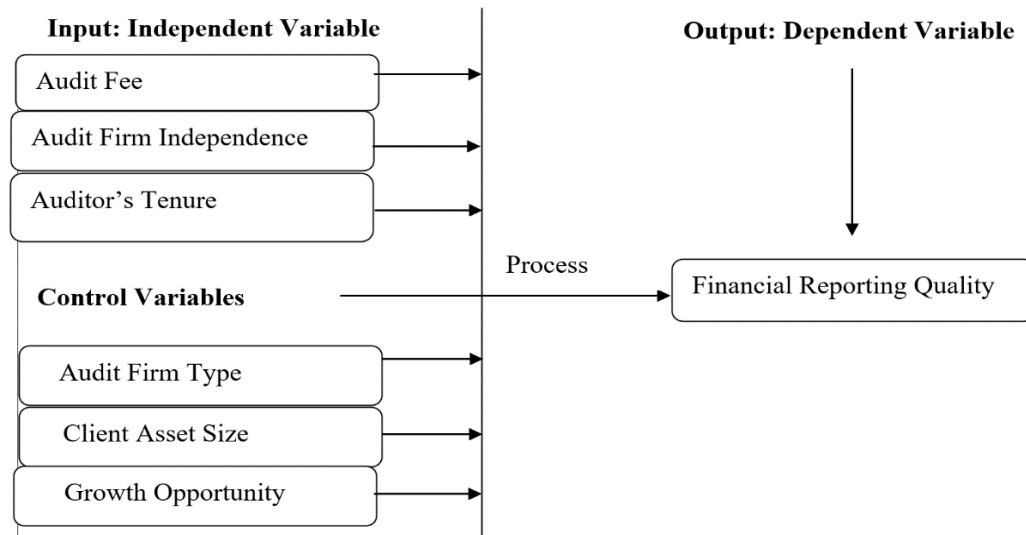 Input: Independent Variable
Output: Dependent Variable
Audit Fee
Audit Firm Independence
Auditor’s Tenure
Process
Control Variables
Financial Reporting Quality
Audit Firm Type
Client Asset Size
Growth Opportunity